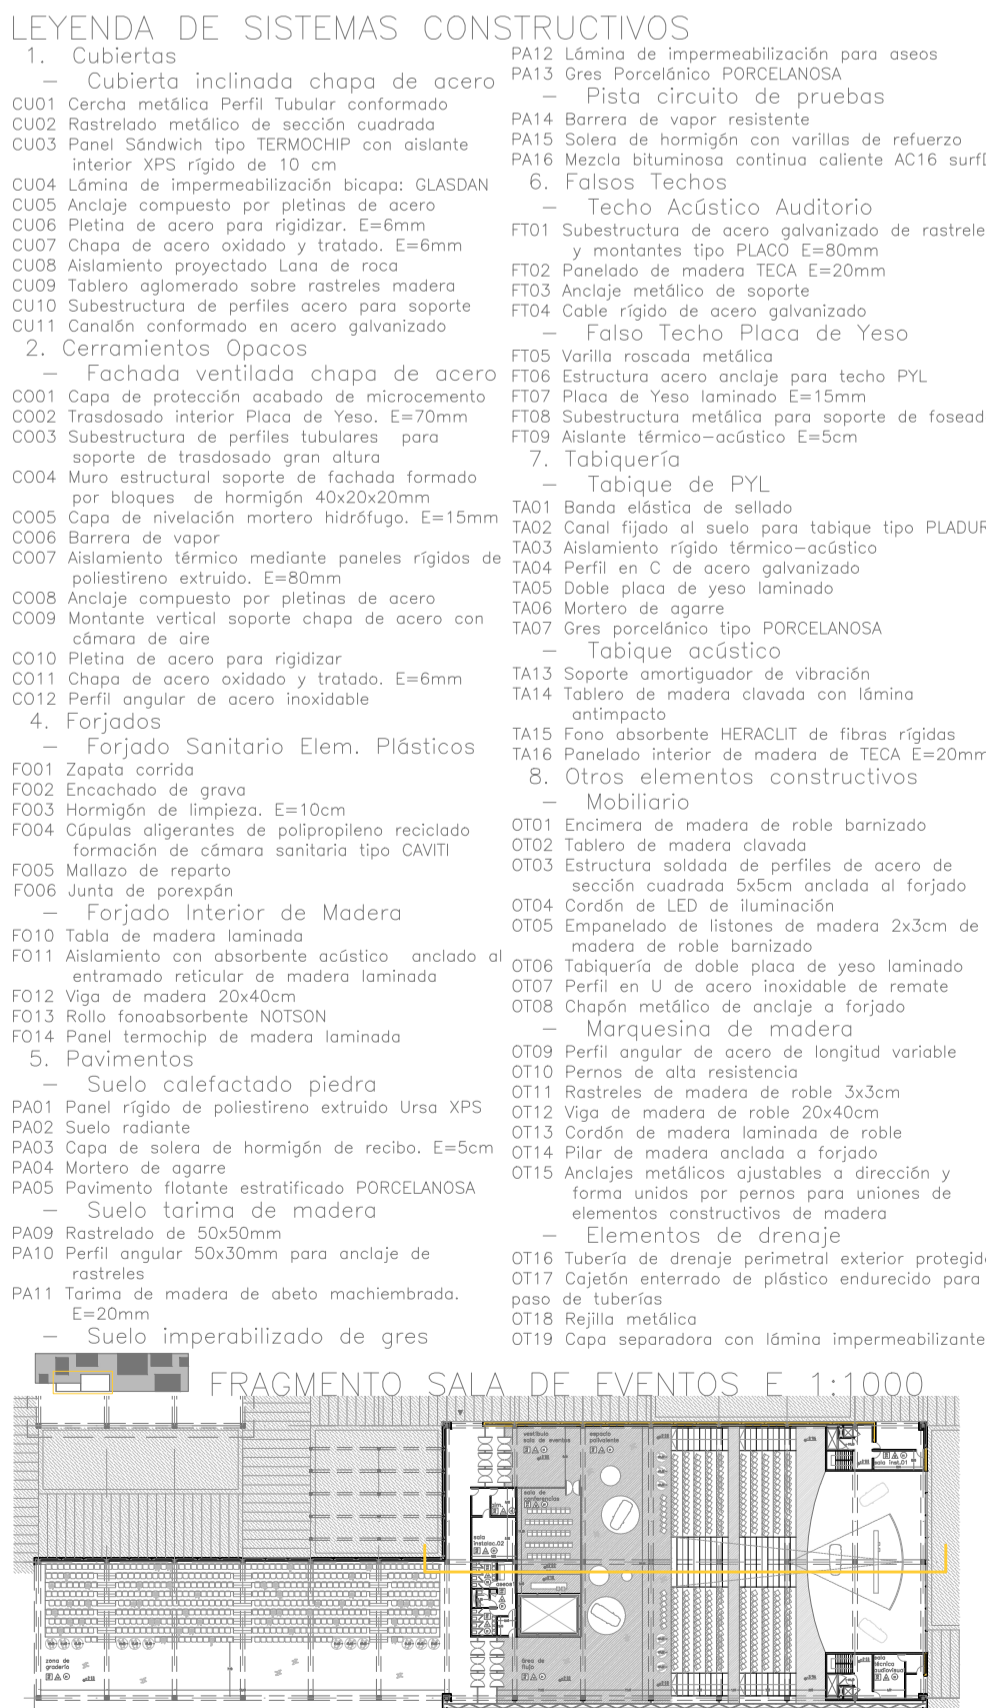 LEYENDA DE SISTEMAS CONSTRUCTIVOS
1. Cubiertas
– Cubierta inclinada chapa de acero
CU01 Cercha metálica Perfil Tubular conformado
CU02 Rastrelado metálico de sección cuadrada
CU03 Panel Sándwich tipo TERMOCHIP con aislante
interior XPS rígido de 10 cm
CU04 Lámina de impermeabilización bicapa: GLASDAN
CU05 Anclaje compuesto por pletinas de acero
CU06 Pletina de acero para rigidizar. E=6mm
CU07 Chapa de acero oxidado y tratado. E=6mm
CU08 Aislamiento proyectado Lana de roca
CU09 Tablero aglomerado sobre rastreles madera
CU10 Subestructura de perfiles acero para soporte
CU11 Canalón conformado en acero galvanizado
2. Cerramientos Opacos
– Fachada ventilada chapa de acero
CO01 Capa de protección acabado de microcemento
CO02 Trasdosado interior Placa de Yeso. E=70mm
CO03 Subestructura de perfiles tubulares para
soporte de trasdosado gran altura
CO04 Muro estructural soporte de fachada formado
por bloques de hormigón 40x20x20mm
CO05 Capa de nivelación mortero hidrófugo. E=15mm
CO06 Barrera de vapor
CO07 Aislamiento térmico mediante paneles rígidos de
poliestireno extruido. E=80mm
CO08 Anclaje compuesto por pletinas de acero
CO09 Montante vertical soporte chapa de acero con
cámara de aire
CO10 Pletina de acero para rigidizar
CO11 Chapa de acero oxidado y tratado. E=6mm
CO12 Perfil angular de acero inoxidable
4. Forjados
– Forjado Sanitario Elem. Plásticos
FO01 Zapata corrida
FO02 Encachado de grava
FO03 Hormigón de limpieza. E=10cm
FO04 Cúpulas aligerantes de polipropileno reciclado
formación de cámara sanitaria tipo CAVITI
FO05 Mallazo de reparto
FO06 Junta de porexpán
– Forjado Interior de Madera
FO10 Tabla de madera laminada
FO11 Aislamiento con absorbente acústico anclado al
entramado reticular de madera laminada
FO12 Viga de madera 20x40cm
FO13 Rollo fonoabsorbente NOTSON
FO14 Panel termochip de madera laminada
5. Pavimentos
– Suelo calefactado piedra
PA01 Panel rígido de poliestireno extruido Ursa XPS
PA02 Suelo radiante
PA03 Capa de solera de hormigón de recibo. E=5cm
PA04 Mortero de agarre
PA05 Pavimento flotante estratificado PORCELANOSA
– Suelo tarima de madera
PA09 Rastrelado de 50x50mm
PA10 Perfil angular 50x30mm para anclaje de
rastreles
PA11 Tarima de madera de abeto machiembrada.
E=20mm
– Suelo imperabilizado de gres
PA12 Lámina de impermeabilización para aseos
PA13 Gres Porcelánico PORCELANOSA
– Pista circuito de pruebas
PA14 Barrera de vapor resistente
PA15 Solera de hormigón con varillas de refuerzo
PA16 Mezcla bituminosa continua caliente AC16 surfD
6. Falsos Techos
– Techo Acústico Auditorio
FT01 Subestructura de acero galvanizado de rastrele
y montantes tipo PLACO E=80mm
FT02 Panelado de madera TECA E=20mm
FT03 Anclaje metálico de soporte
FT04 Cable rígido de acero galvanizado
– Falso Techo Placa de Yeso
FT05 Varilla roscada metálica
FT06 Estructura acero anclaje para techo PYL
FT07 Placa de Yeso laminado E=15mm
FT08 Subestructura metálica para soporte de fosead
FT09 Aislante térmico–acústico E=5cm
7. Tabiquería
– Tabique de PYL
TA01 Banda elástica de sellado
TA02 Canal fijado al suelo para tabique tipo PLADUR
TA03 Aislamiento rígido térmico–acústico
TA04 Perfil en C de acero galvanizado
TA05 Doble placa de yeso laminado
TA06 Mortero de agarre
TA07 Gres porcelánico tipo PORCELANOSA
– Tabique acústico
TA13 Soporte amortiguador de vibración
TA14 Tablero de madera clavada con lámina
antimpacto
TA15 Fono absorbente HERACLIT de fibras rígidas
TA16 Panelado interior de madera de TECA E=20mm
8. Otros elementos constructivos
– Mobiliario
OT01 Encimera de madera de roble barnizado
OT02 Tablero de madera clavada
OT03 Estructura soldada de perfiles de acero de
sección cuadrada 5x5cm anclada al forjado
OT04 Cordón de LED de iluminación
OT05 Empanelado de listones de madera 2x3cm de
madera de roble barnizado
OT06 Tabiquería de doble placa de yeso laminado
OT07 Perfil en U de acero inoxidable de remate
OT08 Chapón metálico de anclaje a forjado
– Marquesina de madera
OT09 Perfil angular de acero de longitud variable
OT10 Pernos de alta resistencia
OT11 Rastreles de madera de roble 3x3cm
OT12 Viga de madera de roble 20x40cm
OT13 Cordón de madera laminada de roble
OT14 Pilar de madera anclada a forjado
OT15 Anclajes metálicos ajustables a dirección y
forma unidos por pernos para uniones de
elementos constructivos de madera
– Elementos de drenaje
OT16 Tubería de drenaje perimetral exterior protegid
OT17 Cajetón enterrado de plástico endurecido para
paso de tuberías
OT18 Rejilla metálica
OT19 Capa separadora con lámina impermeabilizante
FRAGMENTO SALA DE EVENTOS E 1:1000
vestíbulo
sala de eventos
espacio
polivalente
sala inst.01
sala de
conferencias
alm.
sala
instalac.02
aseos
zona de
gradería
área de
flujo
sala
técnica
audiovisual